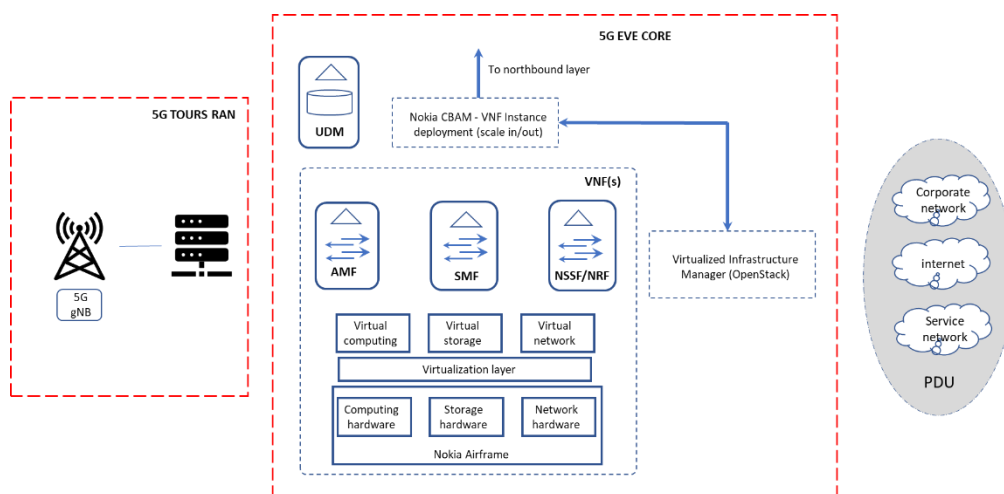 5G TOURS RAN
5G
gNB
5G EVE CORE
UDM
To northbound layer
Nokia CBAM - VNF Instance
deployment (scale in/out)
VNF(s)
AMF
SMF
NSSF/NRF
Virtual
computing
Virtual
storage
Virtual
network
Virtualization layer
Computing
hardware
Storage
hardware
Network
hardware
Nokia Airframe
Virtualized Infrastructure
Manager (OpenStack)
Corporate
network
internet
Service
network
PDU